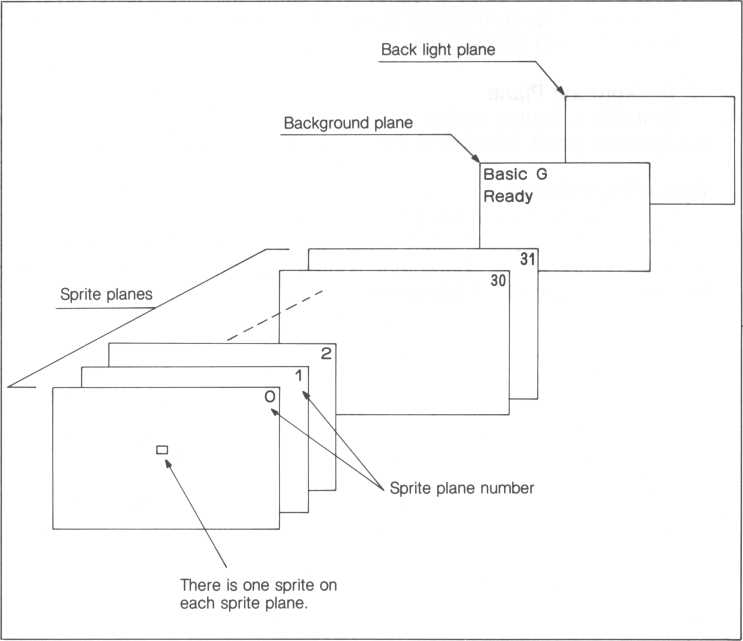 Back light plane
Background plane
Basic G
Ready
31
30
Sprite planes
2
1
0
Sprite plane number
There is one sprite on
each sprite plane.